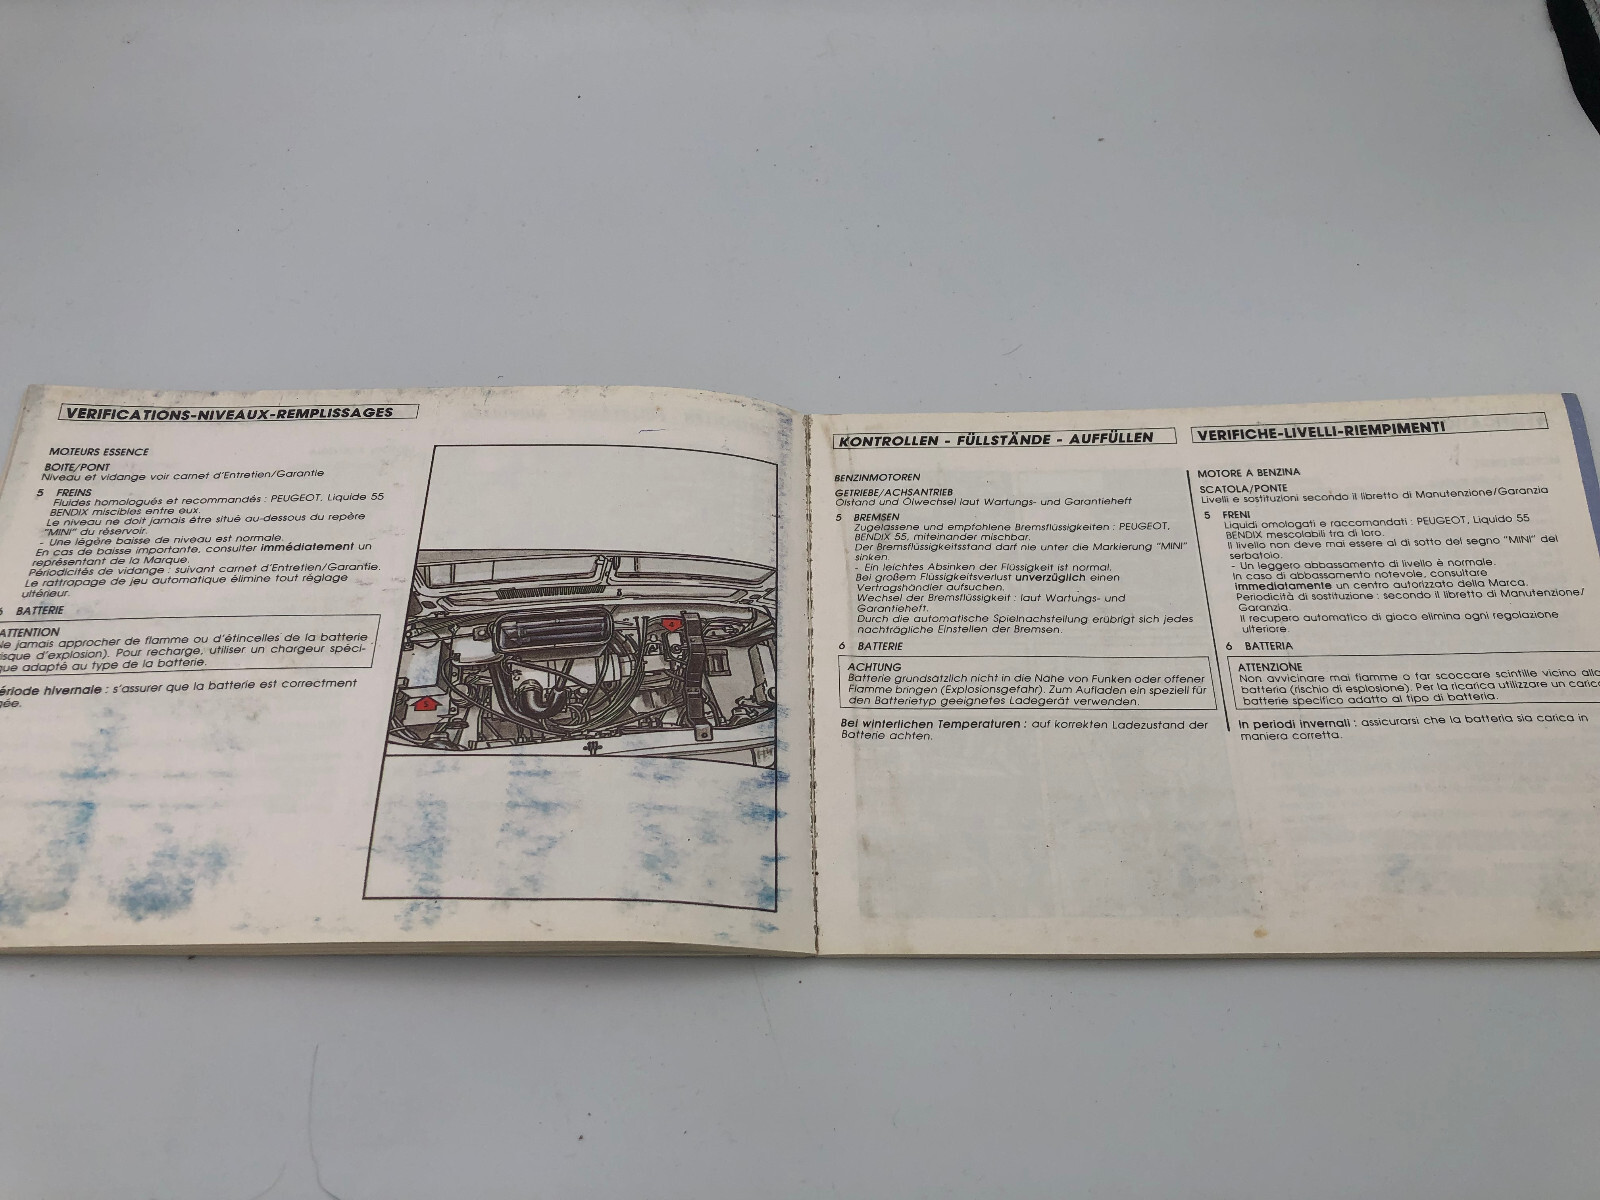 VERIFICATIONS-NIVEAUX-REMPLISSAGES
MOTEURS ESSENCE
BOITE/PONT
Niveau et vidange voir carnet d'Entretien/Garantie
5 FREINS
Fluides homologués et recommandés : PEUGEOT, Liquide 55
BENDIX miscibles entre eux.
Le niveau ne doit jamais être situé au-dessous du repère
"MINI" du réservoir.
- Une légère baisse de niveau est normale.
En cas de baisse importante, consulter immédiatement un
représentant de la Marque.
Périodicités de vidange : suivant carnet d'Entretien/Garantie.
Le rattrapage de jeu automatique élimine tout réglage
ultérieur.
6 BATTERIE
ATTENTION
Ne jamais approcher de flamme ou d'étincelles de la batterie
risque d'explosion). Pour recharge, utiliser un chargeur spéci-
que adapté au type de la batterie.
ériode hivernale : s'assurer que la batterie est correctment
gée.
4
5
KONTROLLEN - FÜLLSTÄNDE - AUFFÜLLEN
BENZINMOTOREN
GETRIEBE/ACHSANTRIEB
Ölstand und Ölwechsel laut Wartungs- und Garantieheft
5 BREMSEN
Zugelassene und empfohlene Bremsflüssigkeiten : PEUGEOT,
BENDIX 55, miteinander mischbar.
Der Bremsflüssigkeitsstand darf nie unter die Markierung "MINI"
sinken.
- Ein leichtes Absinken der Flüssigkeit ist normal.
Bei großem Flüssigkeitsverlust unverzüglich einen
Vertragshändler aufsuchen.
Wechsel der Bremsflüssigkeit : laut Wartungs- und
Garantieheft.
Durch die automatische Spielnachstellung erübrigt sich jedes
nachträgliche Einstellen der Bremsen.
6 BATTERIE
ACHTUNG
Batterie grundsätzlich nicht in die Nähe von Funken oder offener
Flamme bringen (Explosionsgefahr). Zum Aufladen ein speziell für
den Batterietyp geeignetes Ladegerät verwenden.
Bei winterlichen Temperaturen : auf korrekten Ladezustand der
Batterie achten.
VERIFICHE-LIVELLI-RIEMPIMENTI
MOTORE A BENZINA
SCATOLA/PONTE
Livelli e sostituzioni secondo il libretto di Manutenzione/Garanzia
5 FRENI
Liquidi omologati e raccomandati : PEUGEOT, Liquido 55
BENDIX mescolabili tra di loro.
Il livello non deve mai essere al di sotto del segno "MINI" del
serbatoio.
- Un leggero abbassamento di livello è normale.
In caso di abbassamento notevole, consultare
immediatamente un centro autorizzato della Marca.
Periodicità di sostituzione : secondo il libretto di Manutenzione/
Garanzia.
Il recupero automatico di gioco elimina ogni regolazione
ulteriore.
6 BATTERIA
ATTENZIONE
Non avvicinare mai fiamme o far scoccare scintille vicino alla
batteria (rischio di esplosione). Per la ricarica utilizzare un caric
batterie specifico adatto al tipo di batteria.
In periodi invernali : assicurarsi che la batteria sia carica in
maniera corretta.